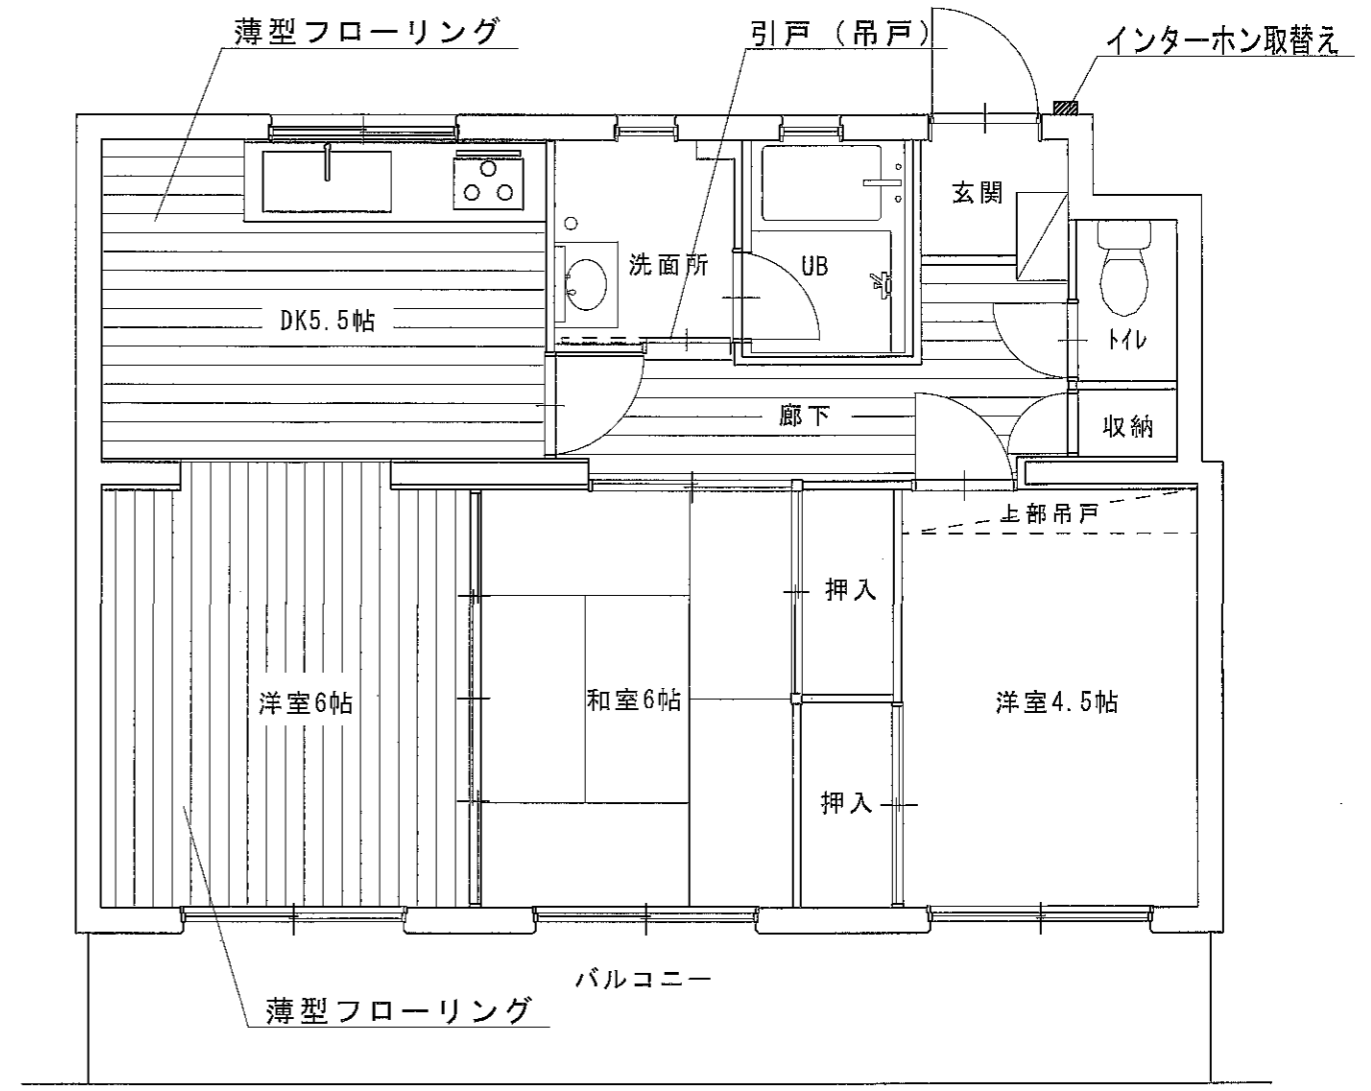 薄型フローリング
引戸（吊戸）
インターホン取替え
玄関
洗面所
UB
DK5.5帖
トイレ
廊下
収納
上部吊戸
押入
洋室6帖
和室6帖
洋室4.5帖
押入
バルコニー
薄型フローリング